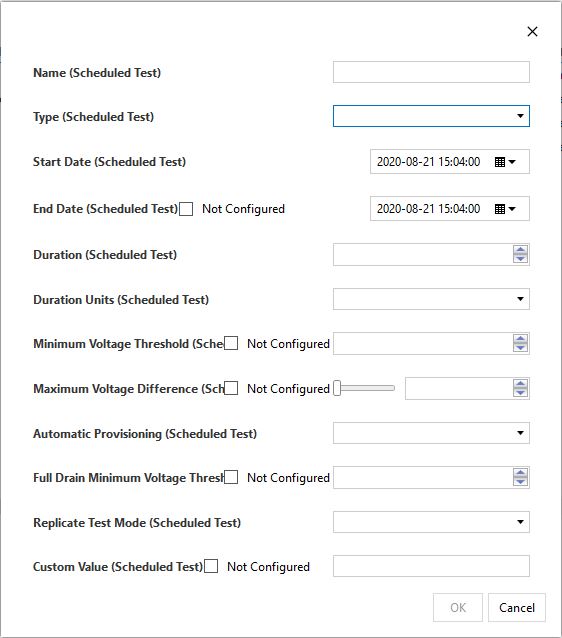 Name (Scheduled Test)
Type (Scheduled Test)
Start Date (Scheduled Test) 2020-08-21 15:04:00
End Date (Scheduled Test) Not Configured 2020-08-21 15:04:00
Duration (Scheduled Test)
Duration Units (Scheduled Test)
Minimum Voltage Threshold (Sche Not Configured
Maximum Voltage Difference (Sch Not Configured
Automatic Provisioning (Scheduled Test)
Full Drain Minimum Voltage Thresh Not Configured
Replicate Test Mode (Scheduled Test)
Custom Value (Scheduled Test) Not Configured
OK Cancel